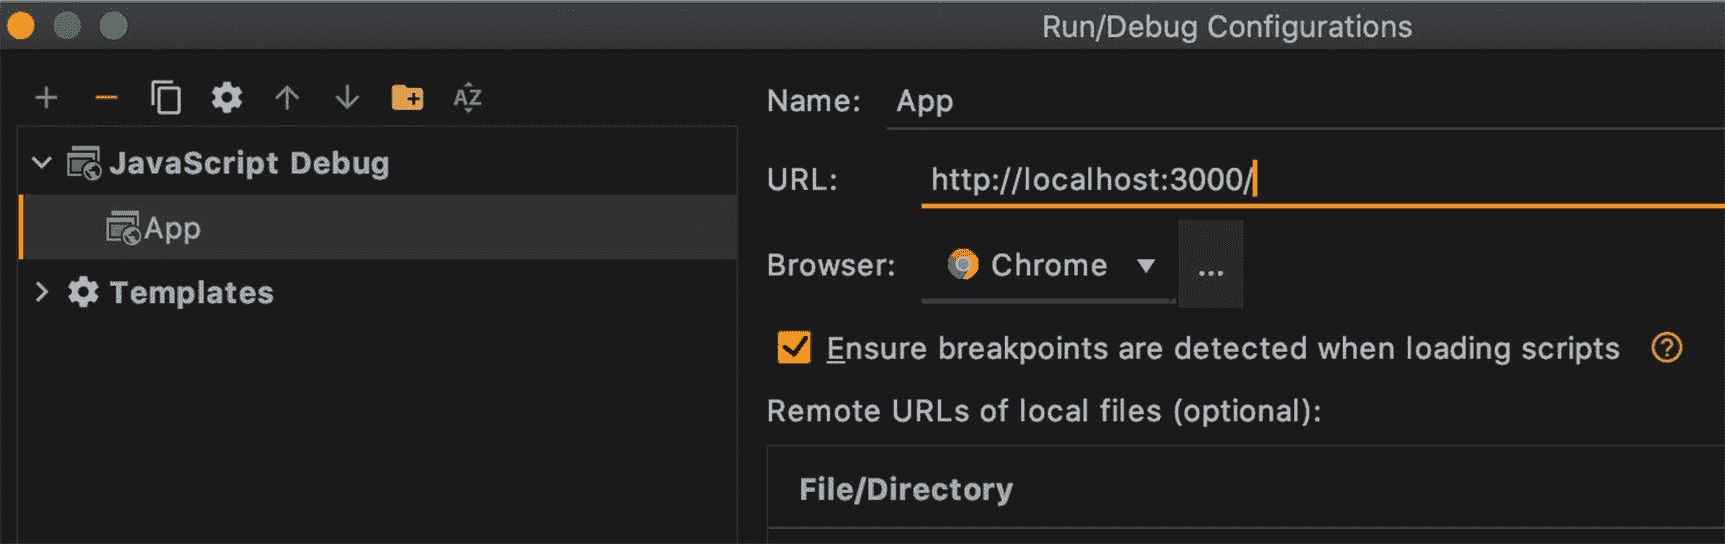 Run/Debug Configurations
AZ
JavaScript Debug
App
Templates
Name: App
URL: http://localhost:3000/
Browser: Chrome ...
Ensure breakpoints are detected when loading scripts ?
Remote URLs of local files (optional):
File/Directory